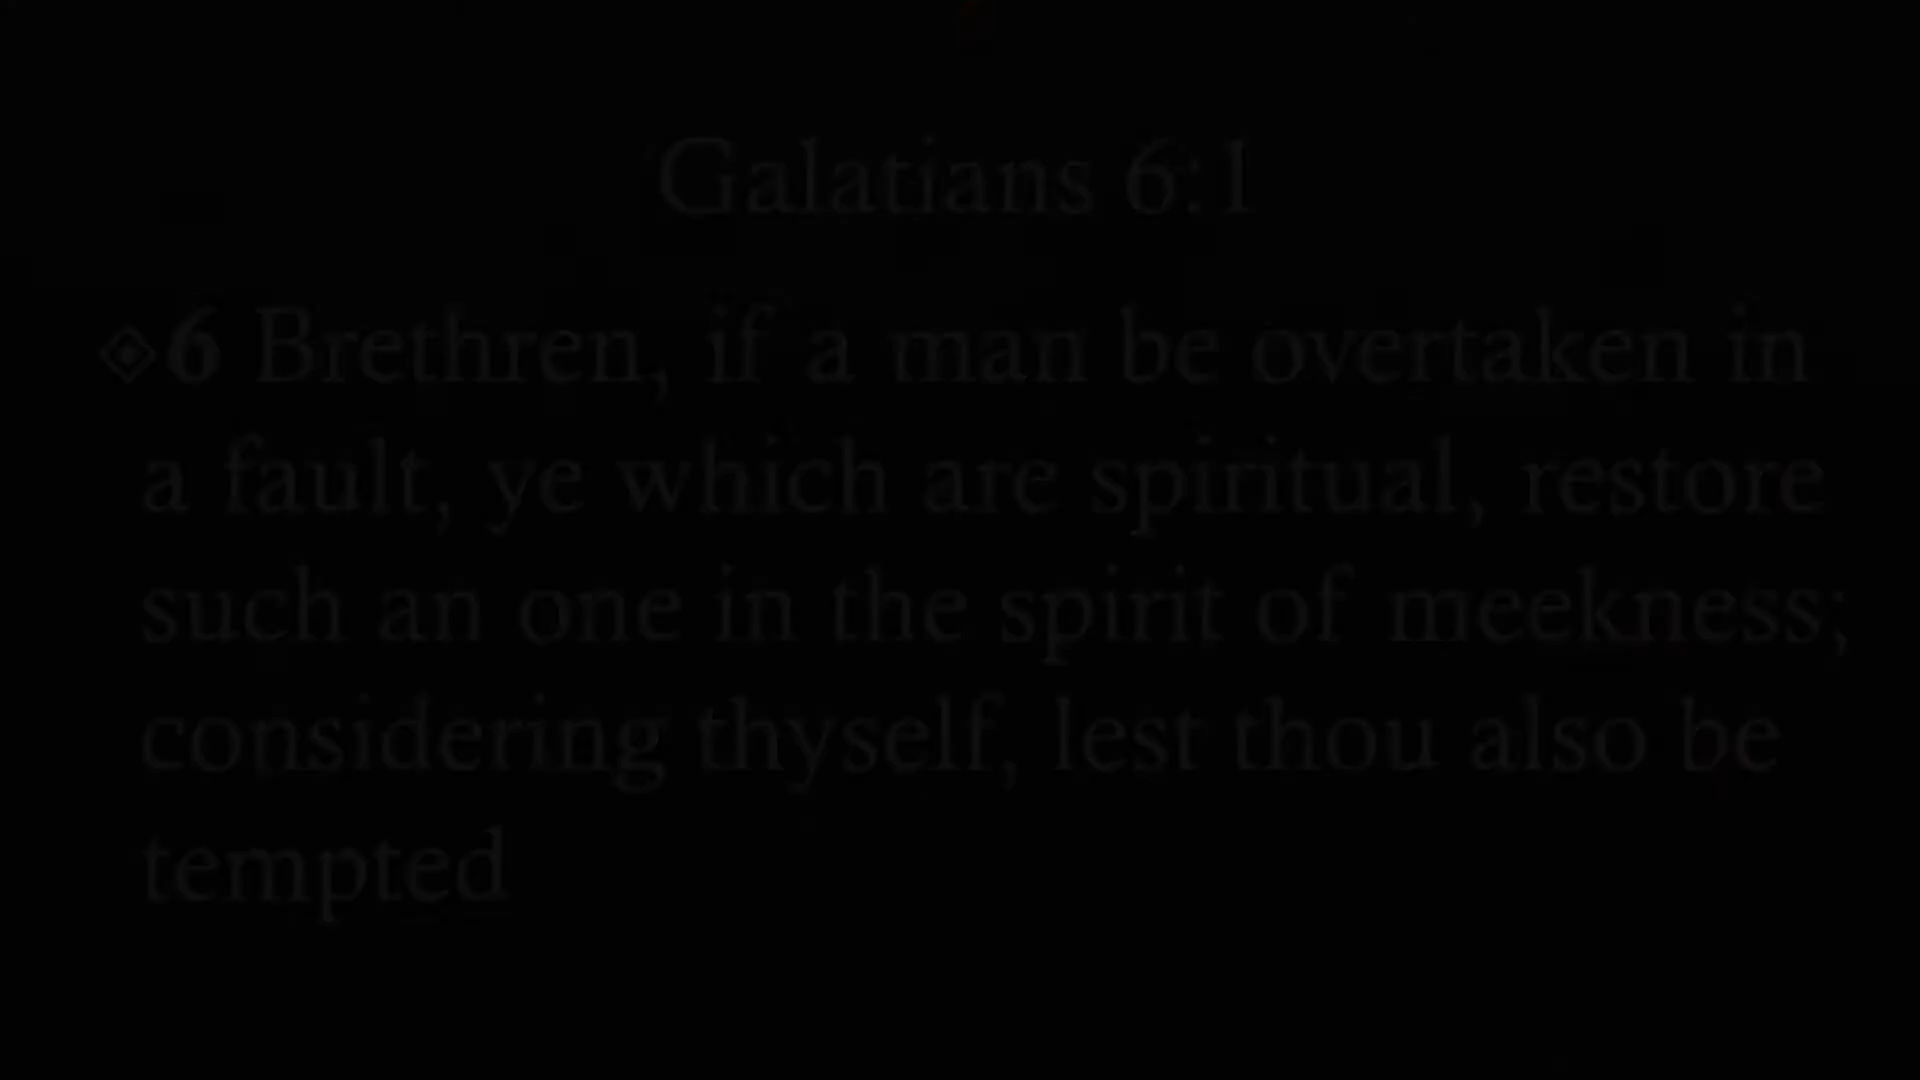 Galatians 6:1
◈6 Brethren, if a man be overtaken in
a fault, ye which are spiritual, restore
such an one in the spirit of meekness;
considering thyself, lest thou also be
tempted